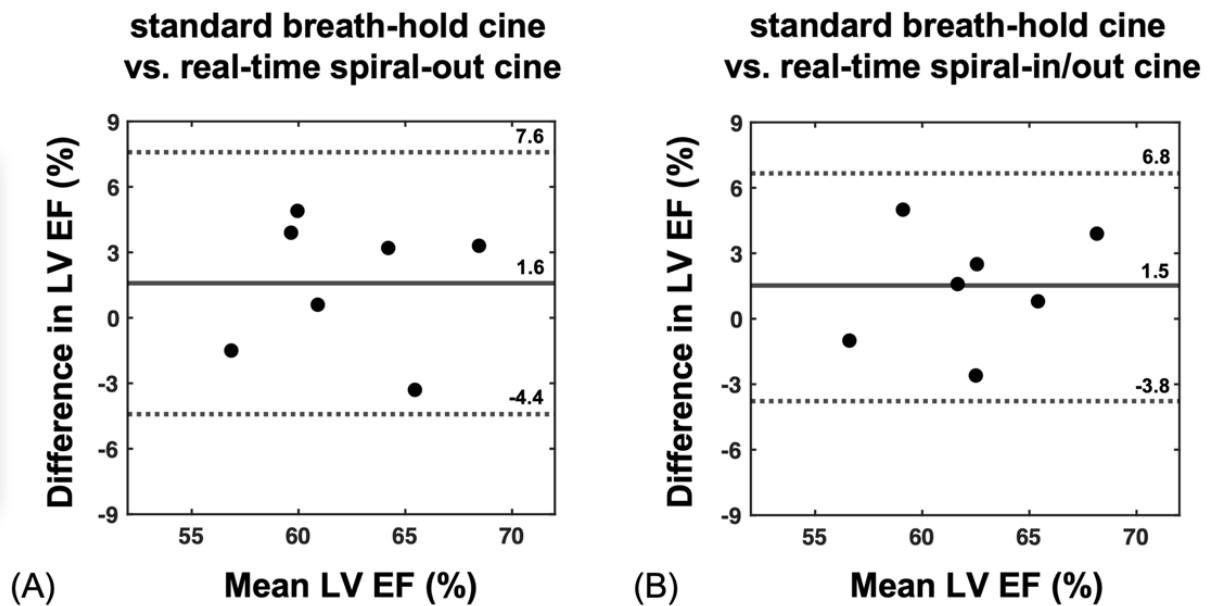 standard breath-hold cine
vs. real-time spiral-out cine
Difference in LV EF (%)
9
6
3
0
-3
-6
-9
7.6
1.6
-4.4
55
60
65
70
Mean LV EF (%)
(A)
standard breath-hold cine
vs. real-time spiral-in/out cine
Difference in LV EF (%)
9
6
3
0
-3
-6
-9
6.8
1.5
-3.8
55
60
65
70
Mean LV EF (%)
(B)